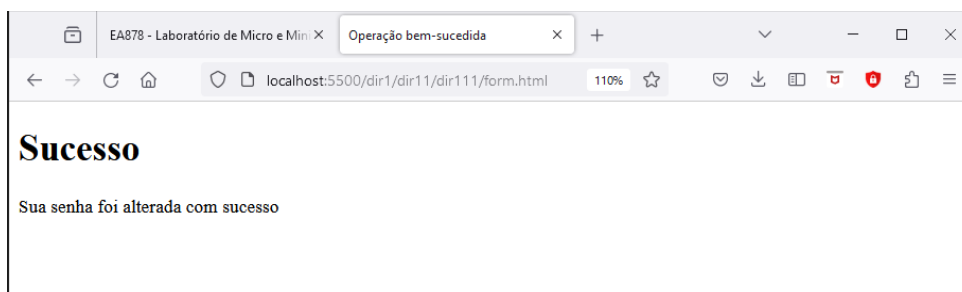 EA878 - Laboratório de Micro e Mini
Operação bem-sucedida
localhost:5500/dir1/dir11/dir111/form.html
110%
Sucesso
Sua senha foi alterada com sucesso